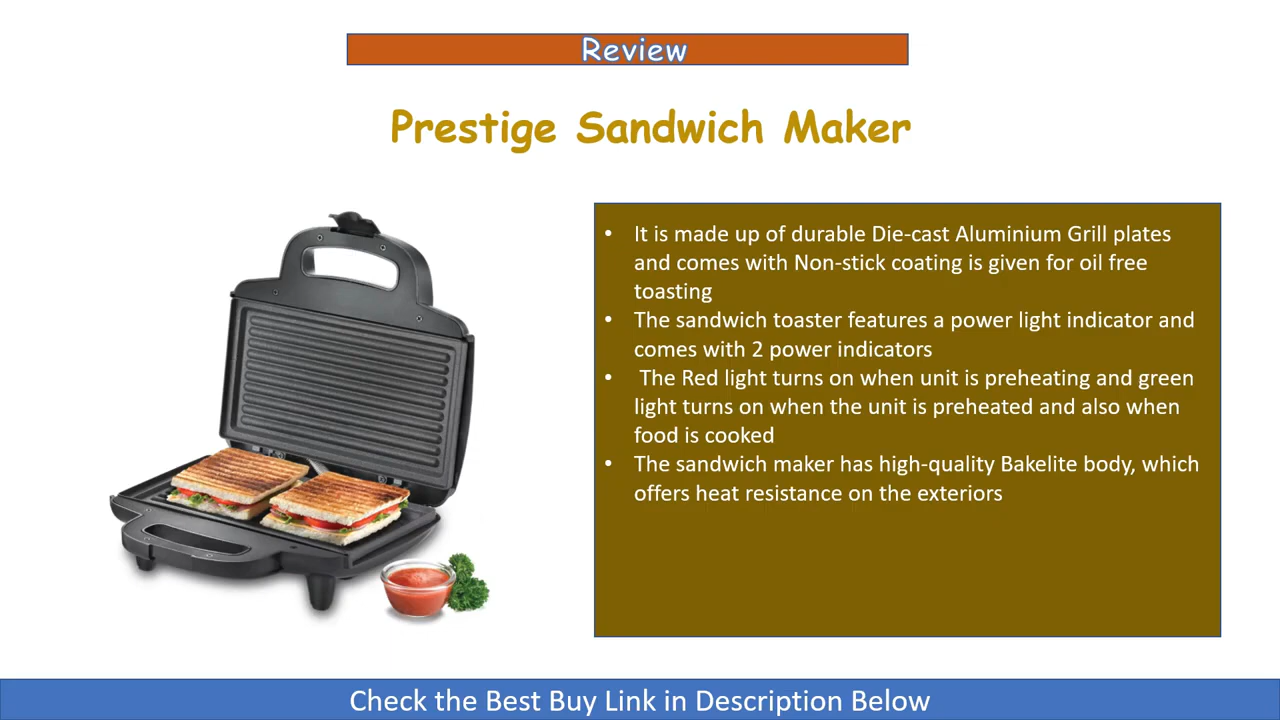 Review
Prestige Sandwich Maker
• It is made up of durable Die-cast Aluminium Grill plates
and comes with Non-stick coating is given for oil free
toasting
• The sandwich toaster features a power light indicator and
comes with 2 power indicators
• The Red light turns on when unit is preheating and green
light turns on when the unit is preheated and also when
food is cooked
• The sandwich maker has high-quality Bakelite body, which
offers heat resistance on the exteriors
Check the Best Buy Link in Description Below